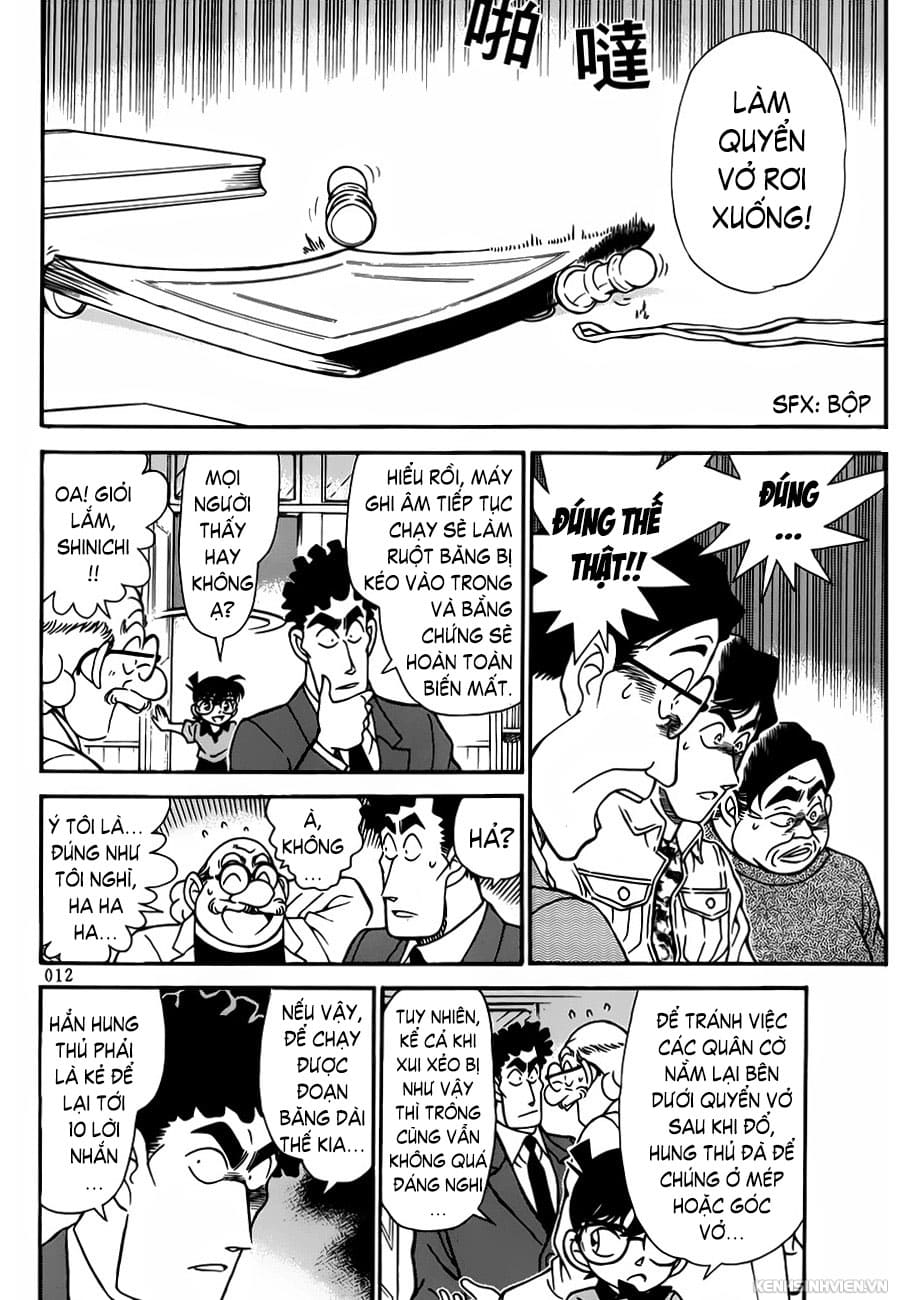 啪
噠
LÀM
QUYỂN
VỞ RƠI
XUỐNG!
SFX: BỘP
ĐÚNG
...
ĐÚNG THẾ
THẬT!!
HIỂU RỒI, MÁY
GHI ÂM TIẾP TỤC
CHẠY SẼ LÀM
RUỘT BĂNG BỊ
KÉO VÀO TRONG
VÀ BẰNG
CHỨNG SẼ
HOÀN TOÀN
BIẾN MẤT.
MỌI
NGƯỜI
THẤY
HAY
KHÔNG
Ạ?
OA! GIỎI
LẮM,
SHINICHI
!!
HẢ?
À,
KHÔNG
...
Ý TÔI LÀ...
ĐÚNG NHƯ
TÔI NGHĨ,
HA HA
HA...
012
ĐỂ TRÁNH VIỆC
CÁC QUÂN CỜ
NẰM LẠI BÊN
DƯỚI QUYỂN VỞ
SAU KHI ĐỔ,
HUNG THỦ ĐÃ ĐỂ
CHÚNG Ở MÉP
HOẶC GÓC
VỞ...
TUY NHIÊN,
KỂ CẢ KHI
XUI XẺO BỊ
NHƯ VẬY
THÌ TRÔNG
CŨNG VẪN
KHÔNG QUÁ
ĐÁNG NGHI
...
NẾU VẬY,
ĐỂ CHẠY
ĐƯỢC
ĐOẠN
BĂNG DÀI
THẾ KIA...
HẲN HUNG
THỦ PHẢI
LÀ KẺ ĐỂ
LẠI TỚI
10 LỜI
NHẮN
...
KENHSINHVIEN.VN